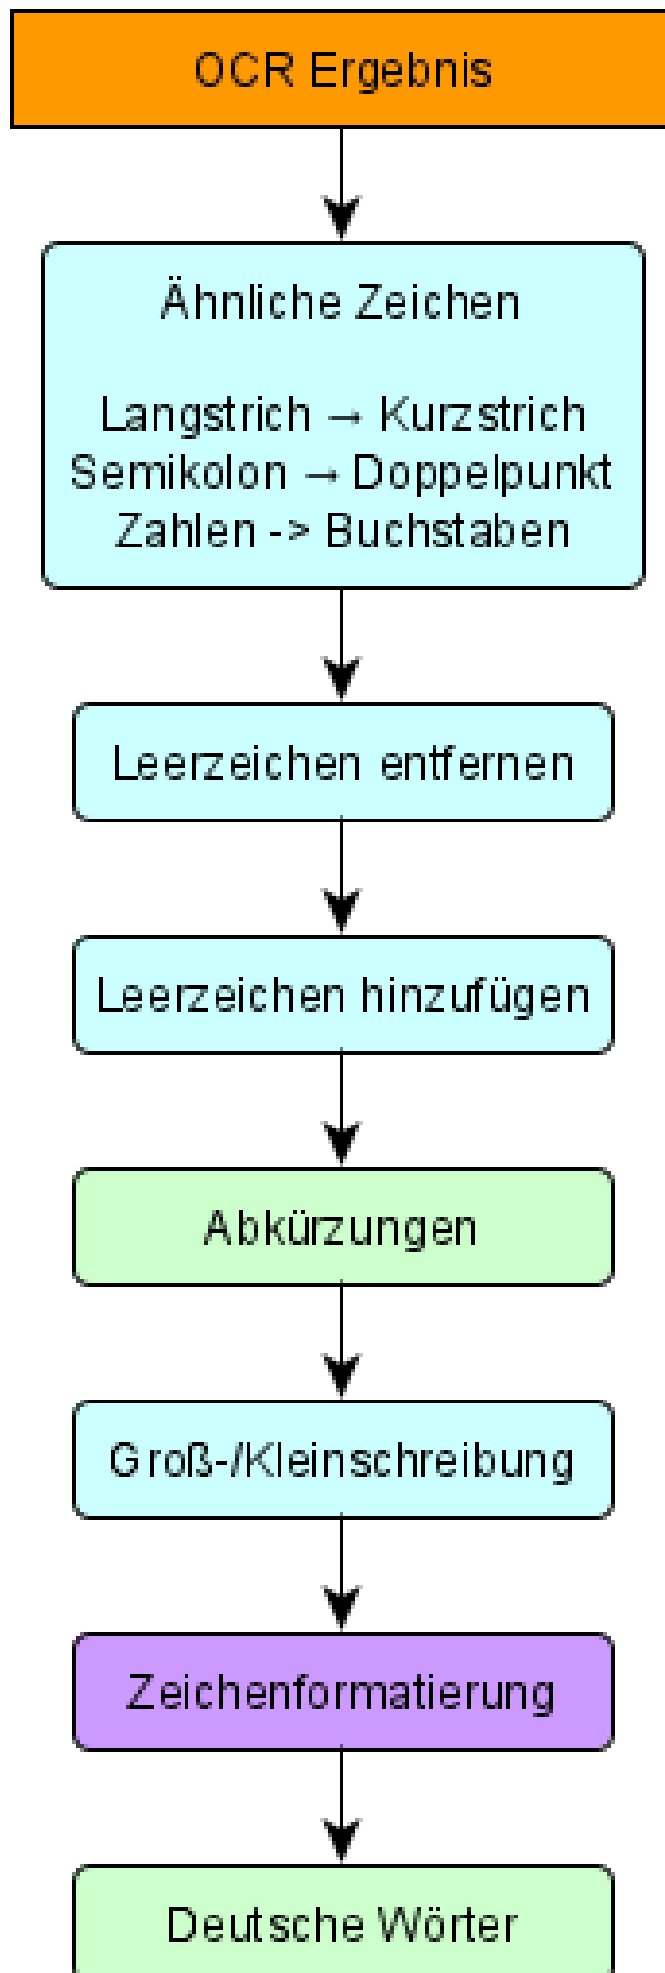 OCR Ergebnis
Ähnliche Zeichen
Langstrich → Kurzstrich
Semikolon → Doppelpunkt
Zahlen -> Buchstaben
Leerzeichen entfernen
Leerzeichen hinzufügen
Abkürzungen
Groß-/Kleinschreibung
Zeichenformatierung
Deutsche Wörter